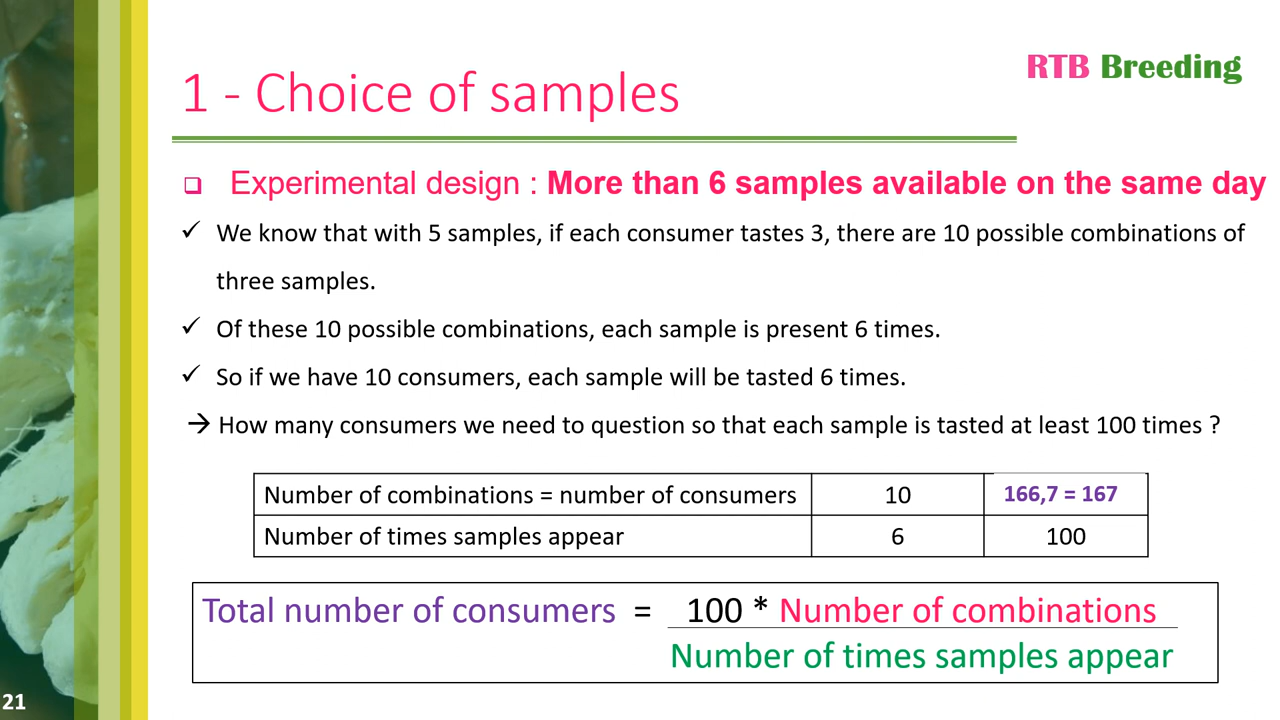 RTB Breeding
1 - Choice of samples
❑ Experimental design : More than 6 samples available on the same day
✓ We know that with 5 samples, if each consumer tastes 3, there are 10 possible combinations of
three samples.
✓ Of these 10 possible combinations, each sample is present 6 times.
✓ So if we have 10 consumers, each sample will be tasted 6 times.
→ How many consumers we need to question so that each sample is tasted at least 100 times ?
Number of combinations = number of consumers 10 166,7 = 167
Number of times samples appear 6 100
Total number of consumers = 100 * Number of combinations
Number of times samples appear
21